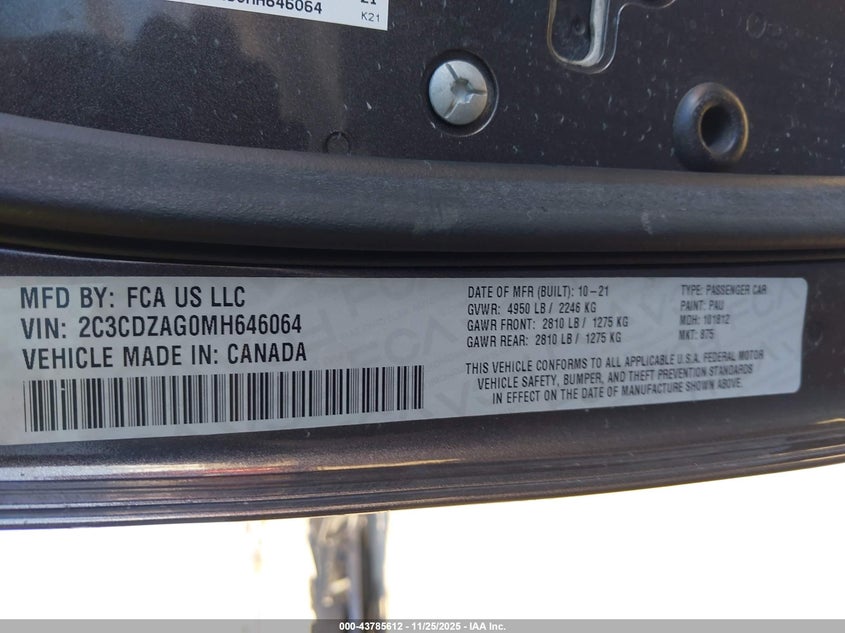 646064
21
K21
MFD BY: FCA US LLC
VIN: 2C3CDZAG0MH646064
VEHICLE MADE IN: CANADA
DATE OF MFR (BUILT): 10-21
GVWR: 4950 LB / 2246 KG
GAWR FRONT: 2810 LB / 1275 KG
GAWR REAR: 2810 LB / 1275 KG
TYPE: PASSENGER CAR
PAINT: PAU
MDH: 101812
MKT: 875
THIS VEHICLE CONFORMS TO ALL APPLICABLE U.S.A. FEDERAL MOTOR
VEHICLE SAFETY, BUMPER, AND THEFT PREVENTION STANDARDS
IN EFFECT ON THE DATE OF MANUFACTURE SHOWN ABOVE.
000-43785612 - 11/25/2025 - IAA Inc.